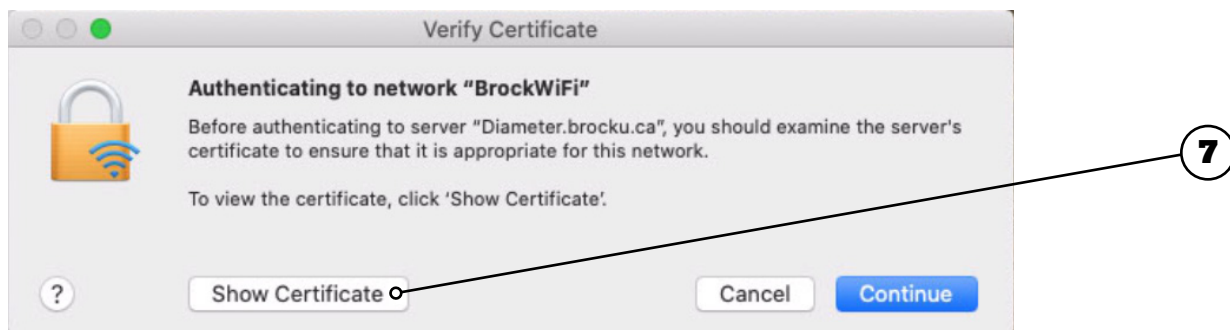 Verify Certificate
Authenticating to network “BrockWiFi”
Before authenticating to server “Diameter.brocku.ca”, you should examine the server's
certificate to ensure that it is appropriate for this network.
To view the certificate, click ‘Show Certificate’.
7
?
Show Certificate
Cancel
Continue